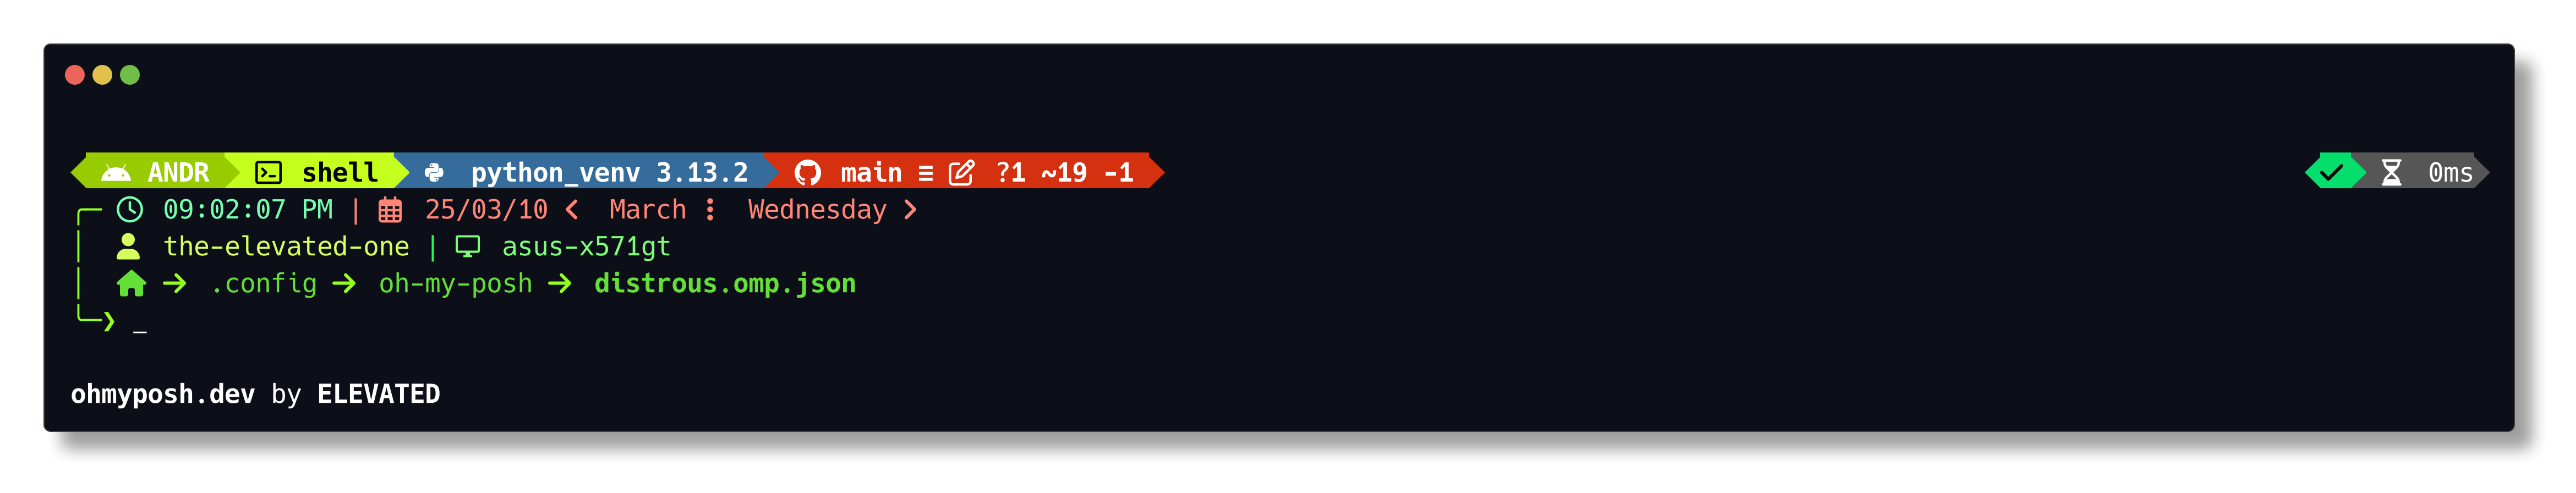 ANDR shell python_venv 3.13.2 main ≡ ?1 ~19 -1 0ms
09:02:07 PM | 25/03/10 < March ⋮ Wednesday >
the-elevated-one | asus-x571gt
→ .config → oh-my-posh → distrous.omp.json
❯ _
ohmyposh.dev by ELEVATED